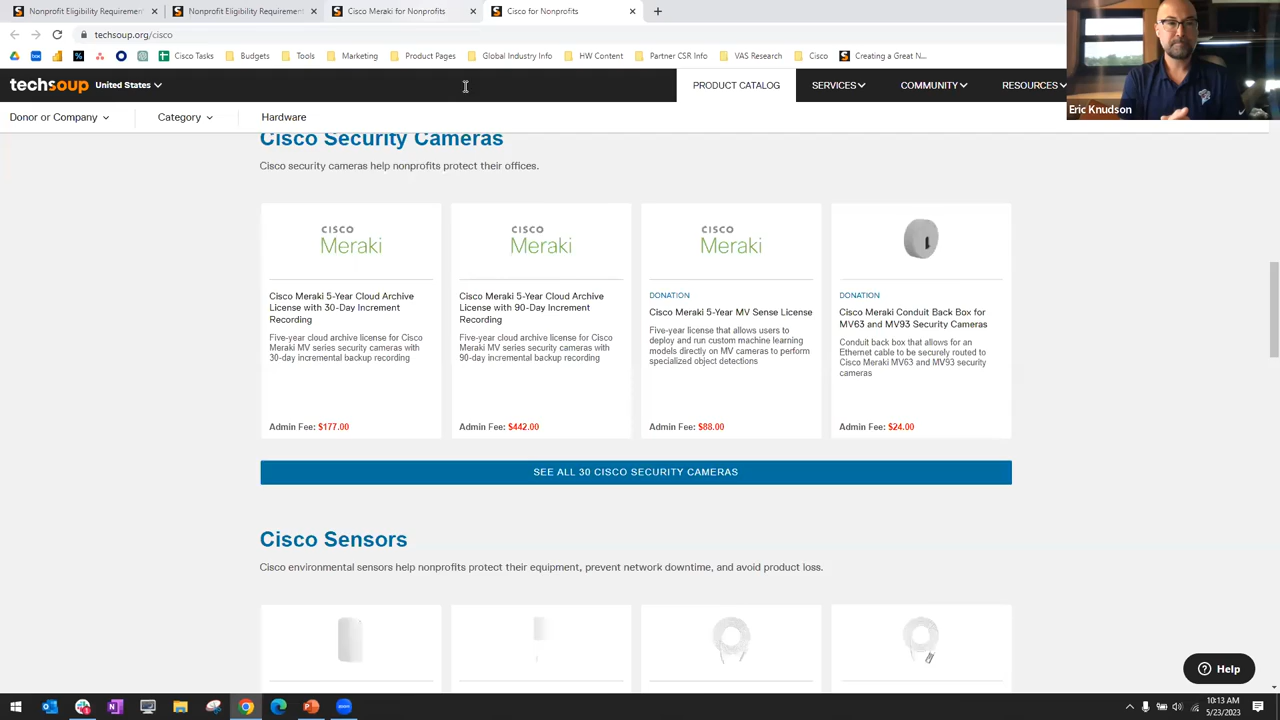 Nonprofit Eligibility Requirement
Nonprofit Eligibility Requirement
Cisco Meraki for Nonprofits
Cisco for Nonprofits
techsoup.org/cisco
Cisco Tasks
Budgets
Tools
Marketing
Product Pages
Global Industry Info
HW Content
Partner CSR Info
VAS Research
Cisco
Creating a Great N...
techsoup
United States
PRODUCT CATALOG
SERVICES
COMMUNITY
RESOURCES
Eric Knudson
Donor or Company
Category
Hardware
Cisco Security Cameras
Cisco security cameras help nonprofits protect their offices.
CISCO
Meraki
Cisco Meraki 5-Year Cloud Archive
License with 30-Day Increment
Recording
Five-year cloud archive license for Cisco
Meraki MV series security cameras with
30-day incremental backup recording
Admin Fee: $177.00
CISCO
Meraki
Cisco Meraki 5-Year Cloud Archive
License with 90-Day Increment
Recording
Five-year cloud archive license for Cisco
Meraki MV series security cameras with
90-day incremental backup recording
Admin Fee: $442.00
CISCO
Meraki
DONATION
Cisco Meraki 5-Year MV Sense License
Five-year license that allows users to
deploy and run custom machine learning
models directly on MV cameras to perform
specialized object detections
Admin Fee: $88.00
DONATION
Cisco Meraki Conduit Back Box for
MV63 and MV93 Security Cameras
Conduit back box that allows for an
Ethernet cable to be securely routed to
Cisco Meraki MV63 and MV93 security
cameras
Admin Fee: $24.00
SEE ALL 30 CISCO SECURITY CAMERAS
Cisco Sensors
Cisco environmental sensors help nonprofits protect their equipment, prevent network downtime, and avoid product loss.
Help
10:13 AM
5/23/2023